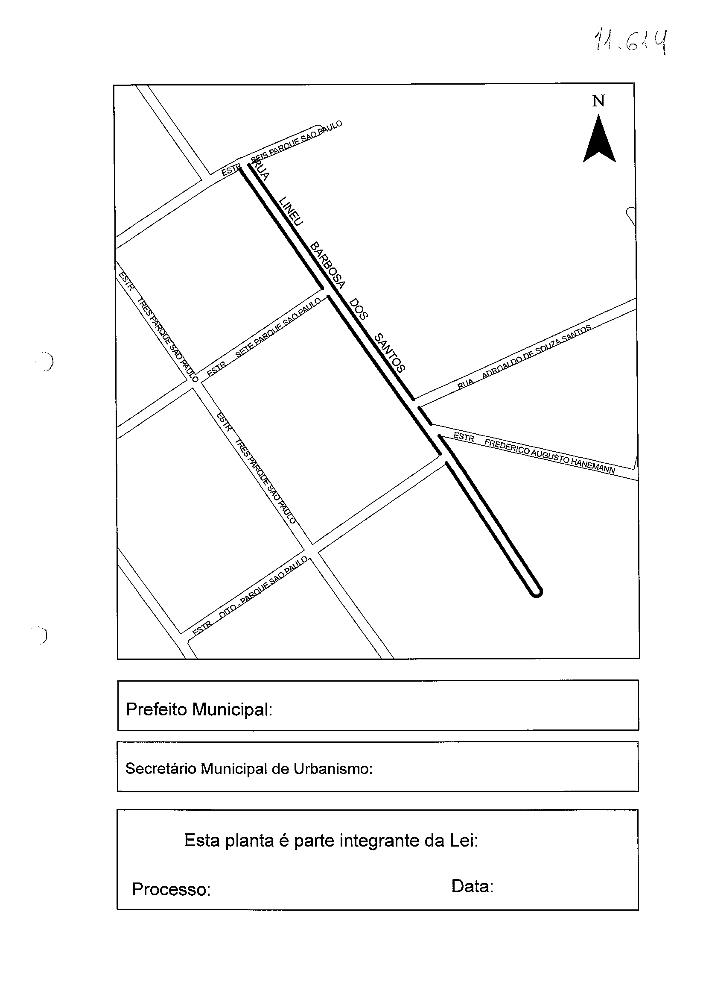 11.614
N
ESTR SEIS PARQUE SAO PAULO
RUA LINEU BARBOSA DOS SANTOS
ESTR TRES PARQUE SAO PAULO
ESTR SETE PARQUE SAO PAULO
RUA ADROALDO DE SOUZA SANTOS
ESTR TRES PARQUE SAO PAULO
ESTR FREDERICO AUGUSTO HANEMANN
ESTR OITO - PARQUE SAO PAULO
Prefeito Municipal:
Secretário Municipal de Urbanismo:
Esta planta é parte integrante da Lei:
Processo:
Data: